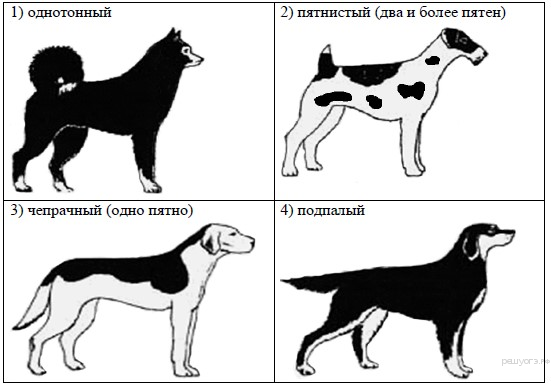 1) однотонный
2) пятнистый (два и более пятен)
3) чепрачный (одно пятно)
4) подпалый
решуогэ.рф